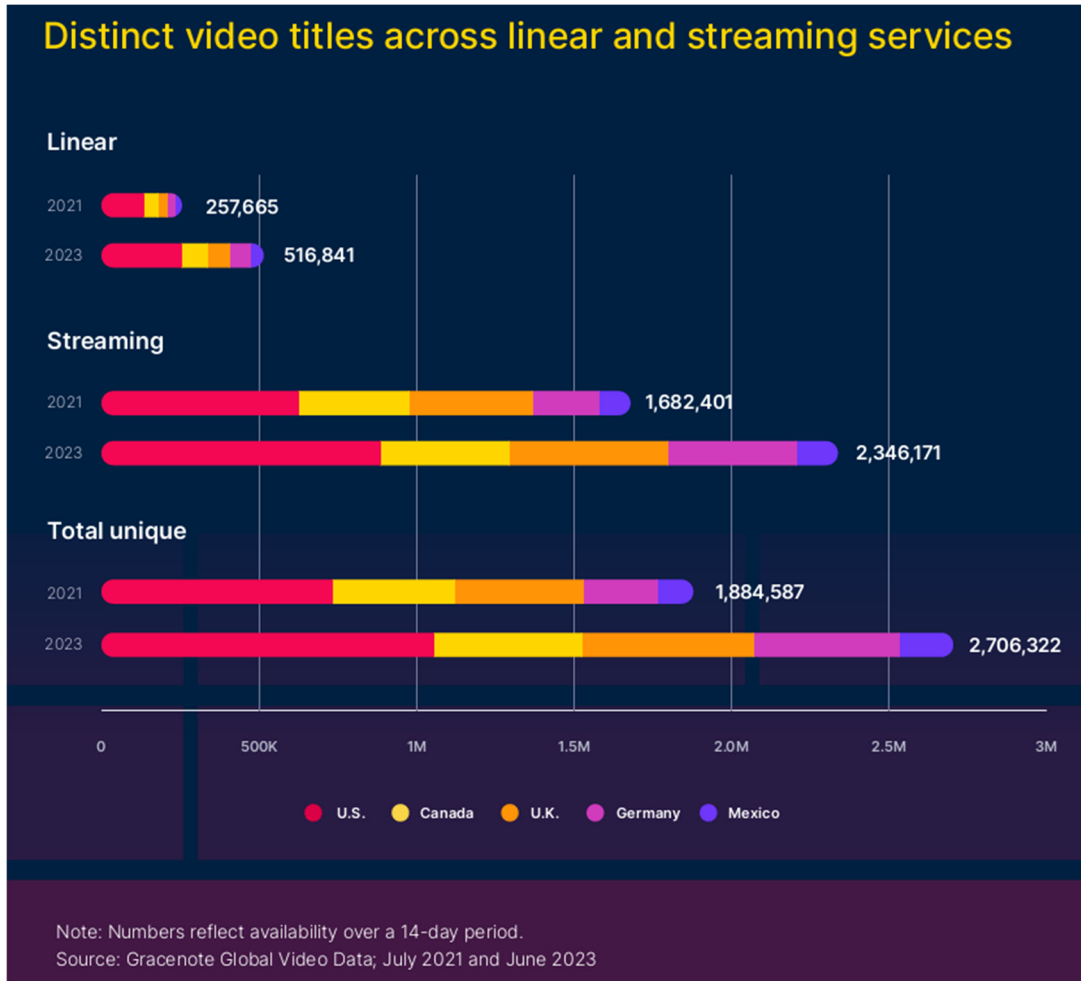 Distinct video titles across linear and streaming services
Linear
2021 257,665
2023 516,841
Streaming
2021 1,682,401
2023 2,346,171
Total unique
2021 1,884,587
2023 2,706,322
0 500K 1M 1.5M 2.0M 2.5M 3M
U.S. Canada U.K. Germany Mexico
Note: Numbers reflect availability over a 14-day period.
Source: Gracenote Global Video Data; July 2021 and June 2023